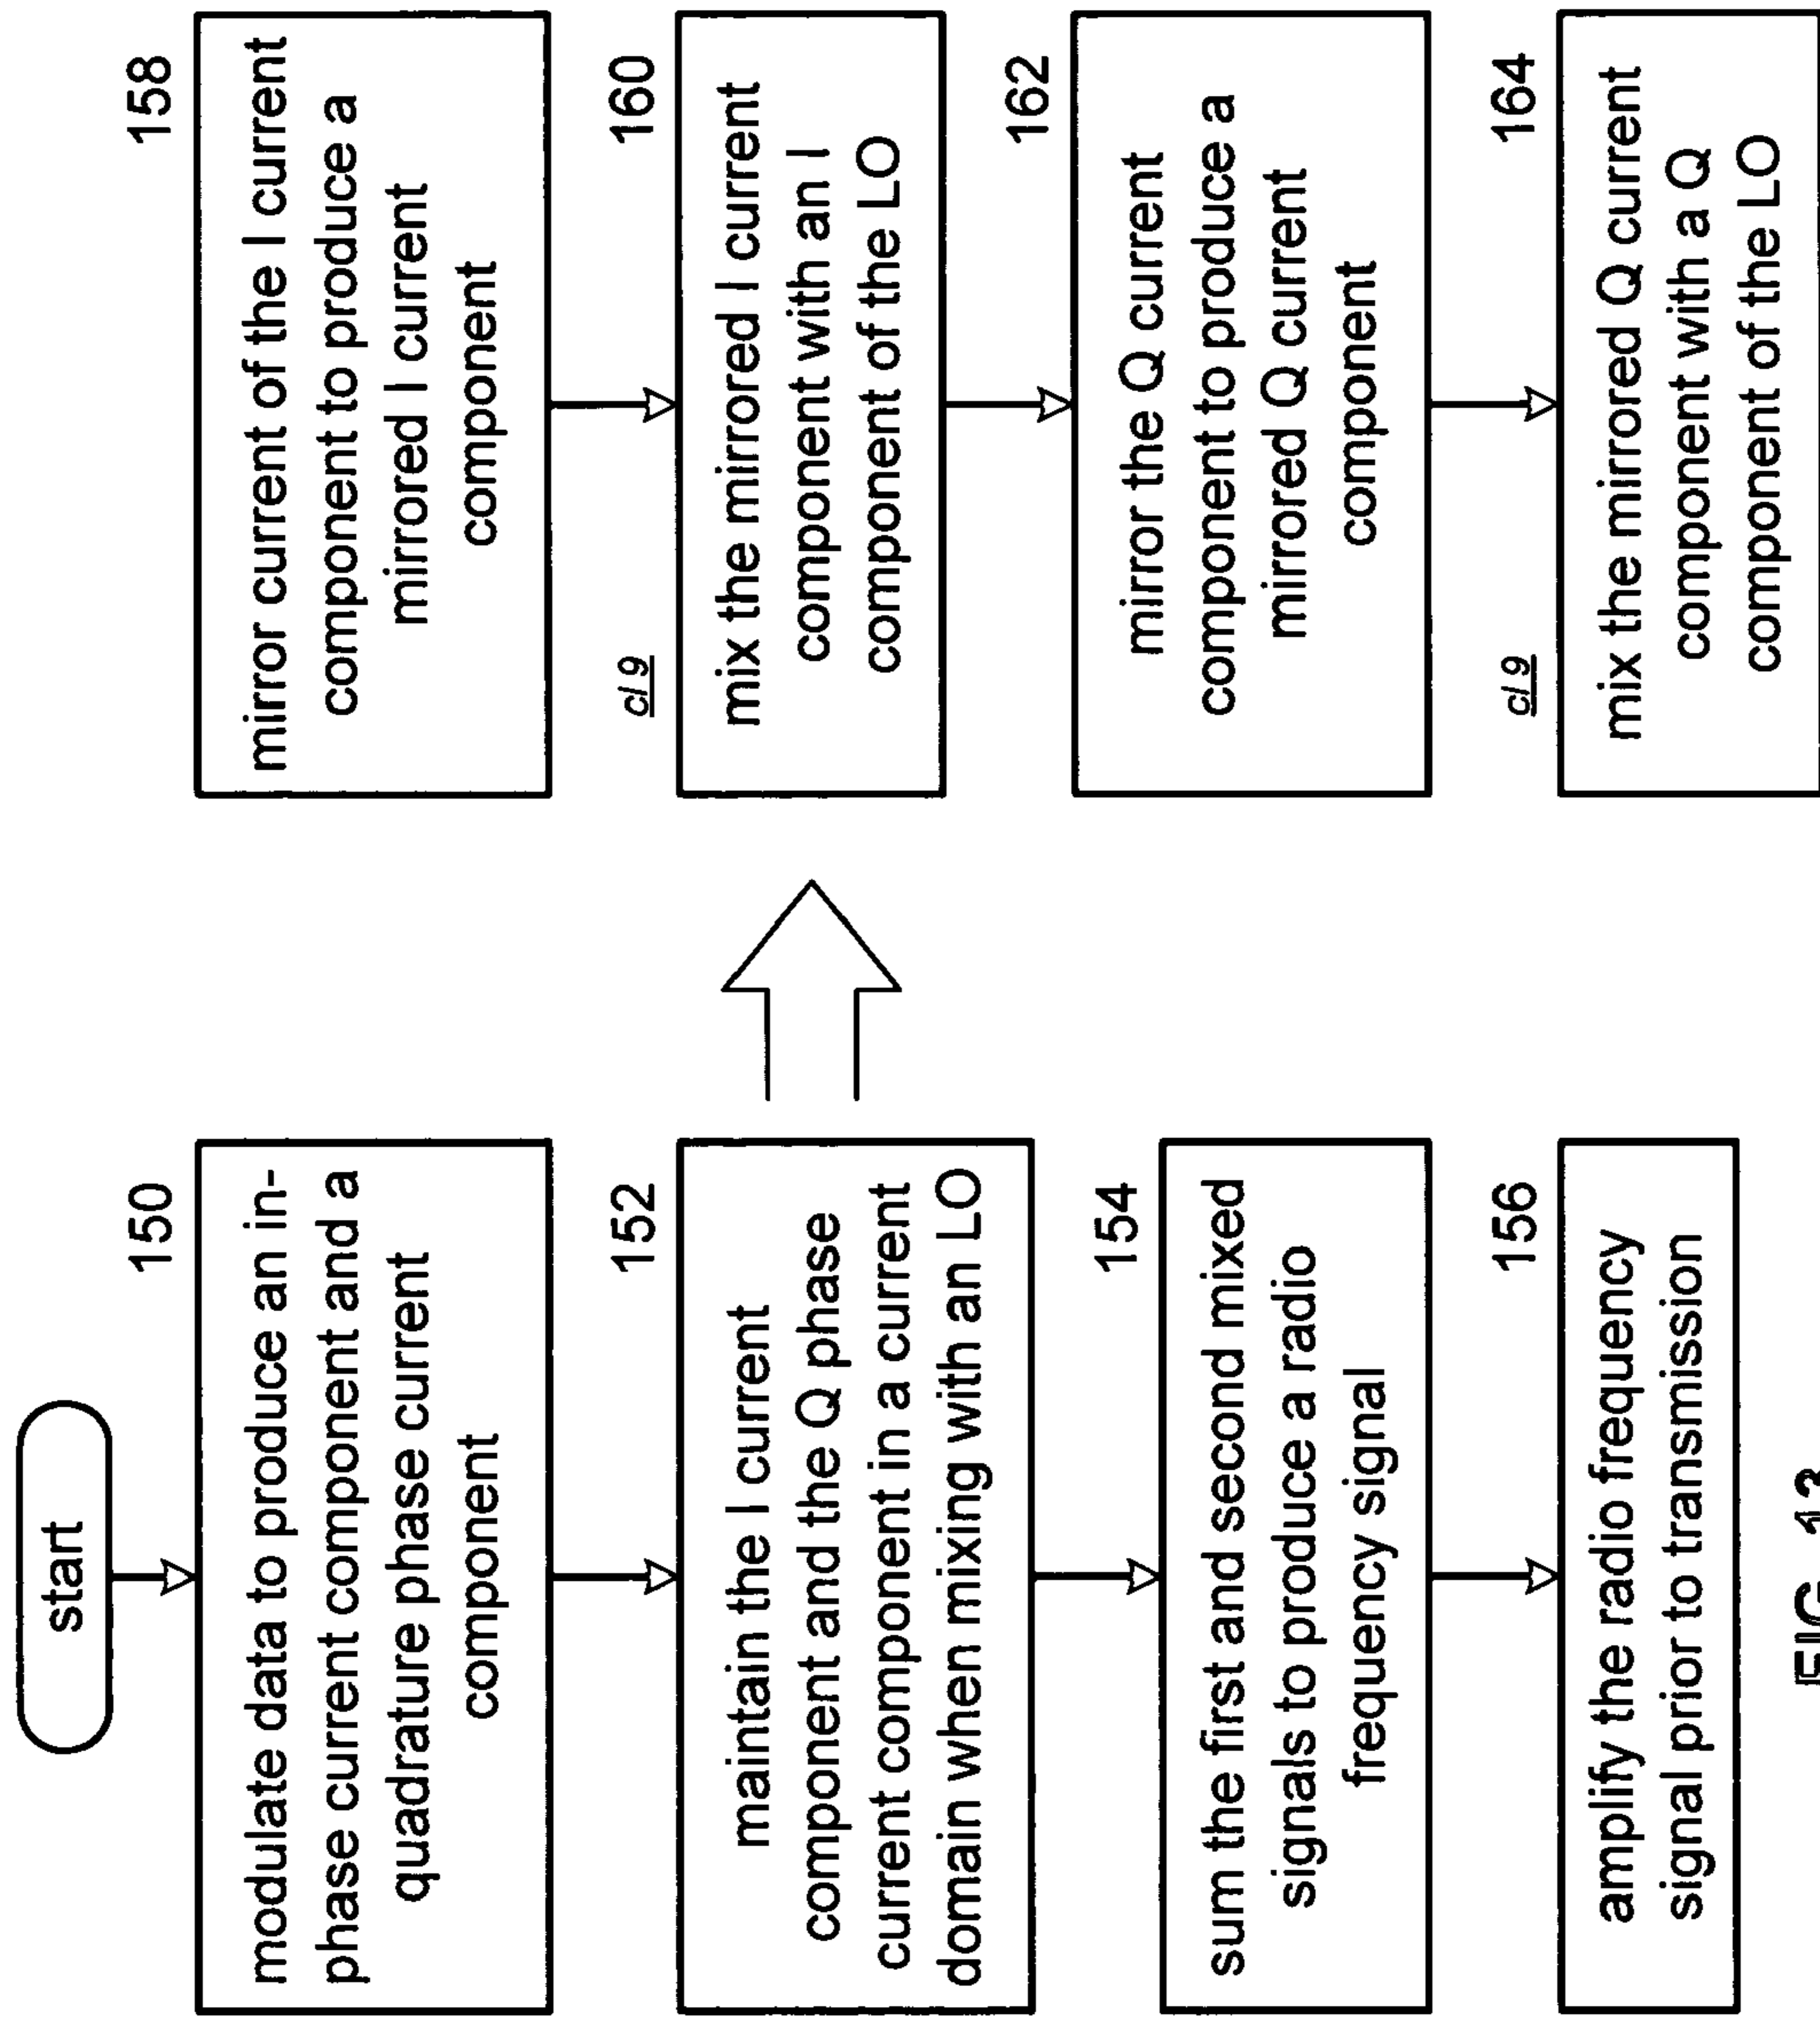 start
150
modulate data to produce an in-
phase current component and a
quadrature phase current
component
152
maintain the I current
component and the Q phase
current component in a current
domain when mixing with an LO
154
sum the first and second mixed
signals to produce a radio
frequency signal
156
amplify the radio frequency
signal prior to transmission
158
mirror current of the I current
component to produce a
mirrored I current
component
cl 9
160
mix the mirrored I current
component with an I
component of the LO
162
mirror the Q current
component to produce a
mirrored Q current
component
cl 9
164
mix the mirrored Q current
component with a Q
component of the LO
FIG. 13